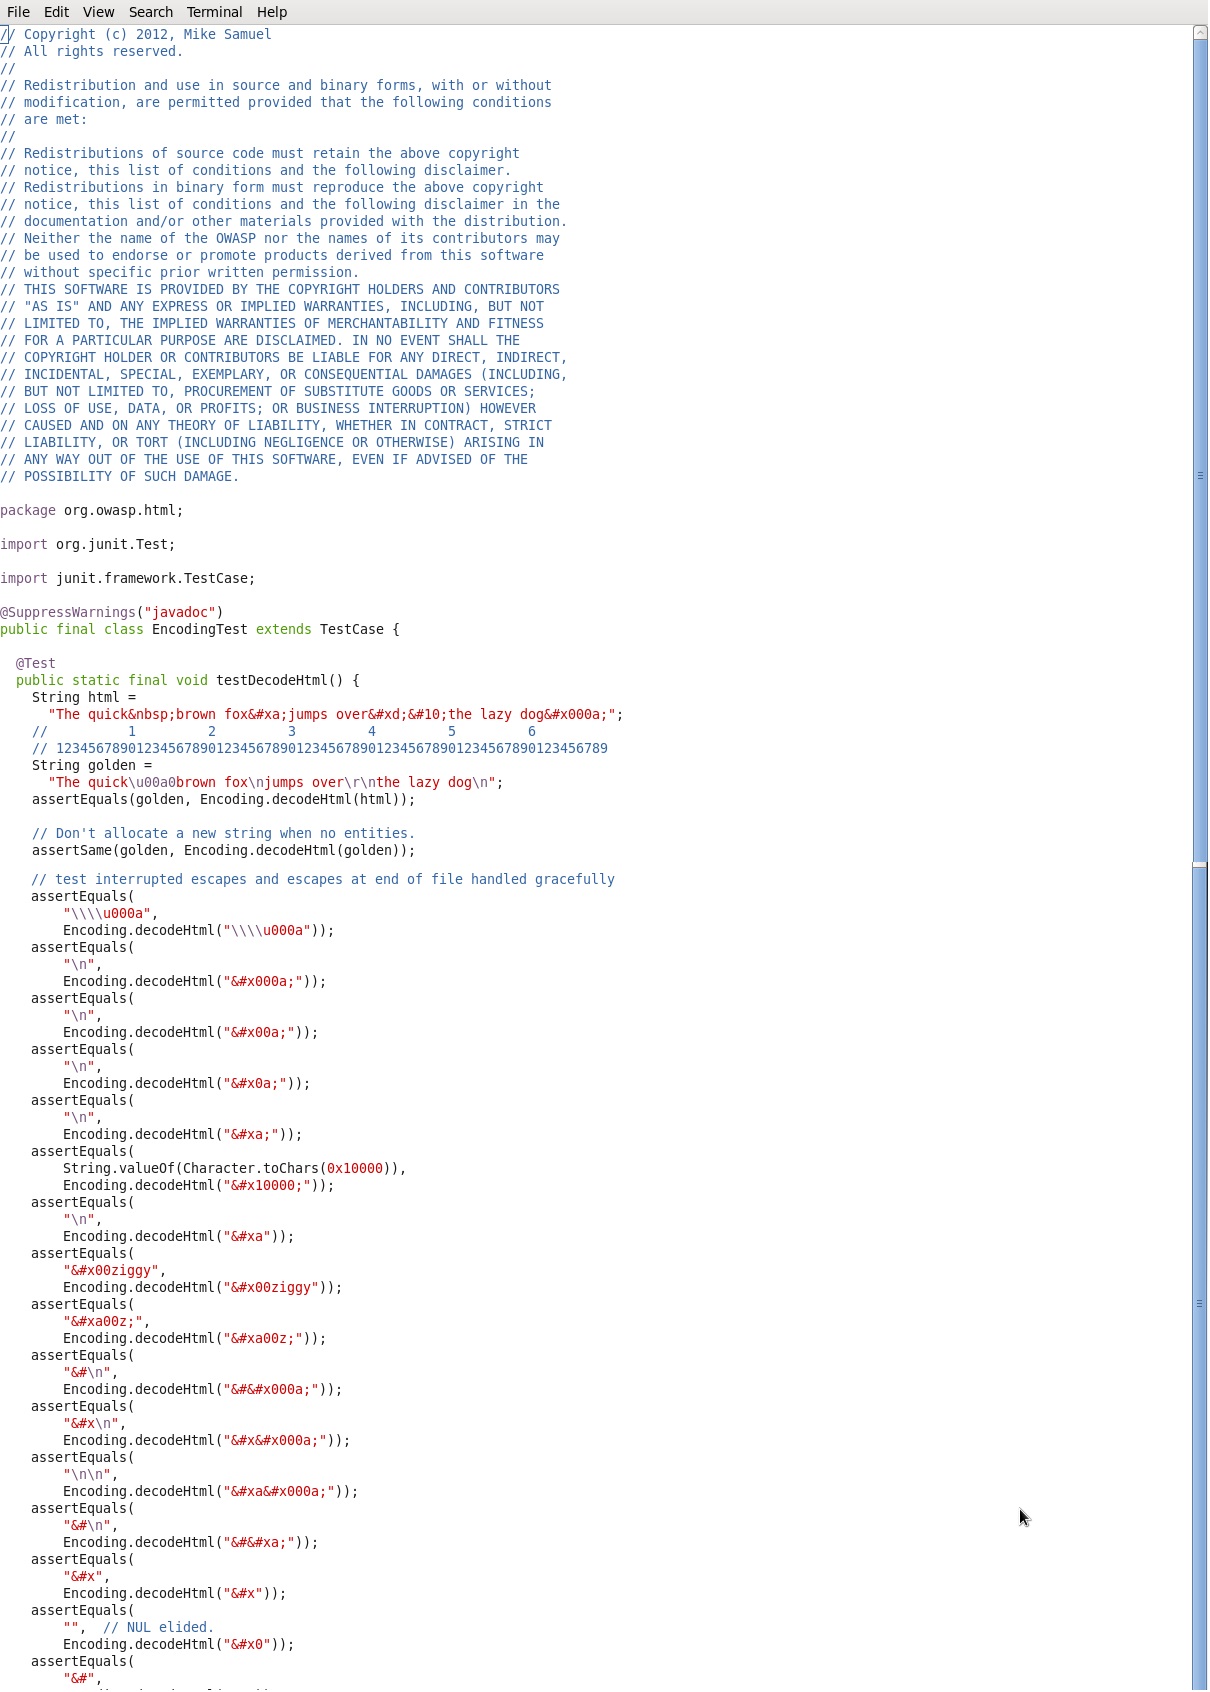 File Edit View Search Terminal Help
// Copyright (c) 2012, Mike Samuel
// All rights reserved.
//
// Redistribution and use in source and binary forms, with or without
// modification, are permitted provided that the following conditions
// are met:
//
// Redistributions of source code must retain the above copyright
// notice, this list of conditions and the following disclaimer.
// Redistributions in binary form must reproduce the above copyright
// notice, this list of conditions and the following disclaimer in the
// documentation and/or other materials provided with the distribution.
// Neither the name of the OWASP nor the names of its contributors may
// be used to endorse or promote products derived from this software
// without specific prior written permission.
// THIS SOFTWARE IS PROVIDED BY THE COPYRIGHT HOLDERS AND CONTRIBUTORS
// "AS IS" AND ANY EXPRESS OR IMPLIED WARRANTIES, INCLUDING, BUT NOT
// LIMITED TO, THE IMPLIED WARRANTIES OF MERCHANTABILITY AND FITNESS
// FOR A PARTICULAR PURPOSE ARE DISCLAIMED. IN NO EVENT SHALL THE
// COPYRIGHT HOLDER OR CONTRIBUTORS BE LIABLE FOR ANY DIRECT, INDIRECT,
// INCIDENTAL, SPECIAL, EXEMPLARY, OR CONSEQUENTIAL DAMAGES (INCLUDING,
// BUT NOT LIMITED TO, PROCUREMENT OF SUBSTITUTE GOODS OR SERVICES;
// LOSS OF USE, DATA, OR PROFITS; OR BUSINESS INTERRUPTION) HOWEVER
// CAUSED AND ON ANY THEORY OF LIABILITY, WHETHER IN CONTRACT, STRICT
// LIABILITY, OR TORT (INCLUDING NEGLIGENCE OR OTHERWISE) ARISING IN
// ANY WAY OUT OF THE USE OF THIS SOFTWARE, EVEN IF ADVISED OF THE
// POSSIBILITY OF SUCH DAMAGE.

package org.owasp.html;

import org.junit.Test;

import junit.framework.TestCase;

@SuppressWarnings("javadoc")
public final class EncodingTest extends TestCase {

  @Test
  public static final void testDecodeHtml() {
    String html =
      "The quick&nbsp;brown fox&#xa;jumps over&#xd;&#10;the lazy dog&#x000a;";
    //          1         2         3         4         5         6
    // 123456789012345678901234567890123456789012345678901234567890123456789
    String golden =
      "The quick\u00a0brown fox\njumps over\r\nthe lazy dog\n";
    assertEquals(golden, Encoding.decodeHtml(html));

    // Don't allocate a new string when no entities.
    assertSame(golden, Encoding.decodeHtml(golden));

    // test interrupted escapes and escapes at end of file handled gracefully
    assertEquals(
        "\\\\u000a",
        Encoding.decodeHtml("\\\\u000a"));
    assertEquals(
        "\n",
        Encoding.decodeHtml("&#x000a;"));
    assertEquals(
        "\n",
        Encoding.decodeHtml("&#x00a;"));
    assertEquals(
        "\n",
        Encoding.decodeHtml("&#x0a;"));
    assertEquals(
        "\n",
        Encoding.decodeHtml("&#xa;"));
    assertEquals(
        String.valueOf(Character.toChars(0x10000)),
        Encoding.decodeHtml("&#x10000;"));
    assertEquals(
        "\n",
        Encoding.decodeHtml("&#xa"));
    assertEquals(
        "&#x00ziggy",
        Encoding.decodeHtml("&#x00ziggy"));
    assertEquals(
        "&#xa00z;",
        Encoding.decodeHtml("&#xa00z;"));
    assertEquals(
        "&#\n",
        Encoding.decodeHtml("&#&#x000a;"));
    assertEquals(
        "&#x\n",
        Encoding.decodeHtml("&#x&#x000a;"));
    assertEquals(
        "\n\n",
        Encoding.decodeHtml("&#xa&#x000a;"));
    assertEquals(
        "&#\n",
        Encoding.decodeHtml("&#&#xa;"));
    assertEquals(
        "&#x",
        Encoding.decodeHtml("&#x"));
    assertEquals(
        "",  // NUL elided.
        Encoding.decodeHtml("&#x0"));
    assertEquals(
        "&#",